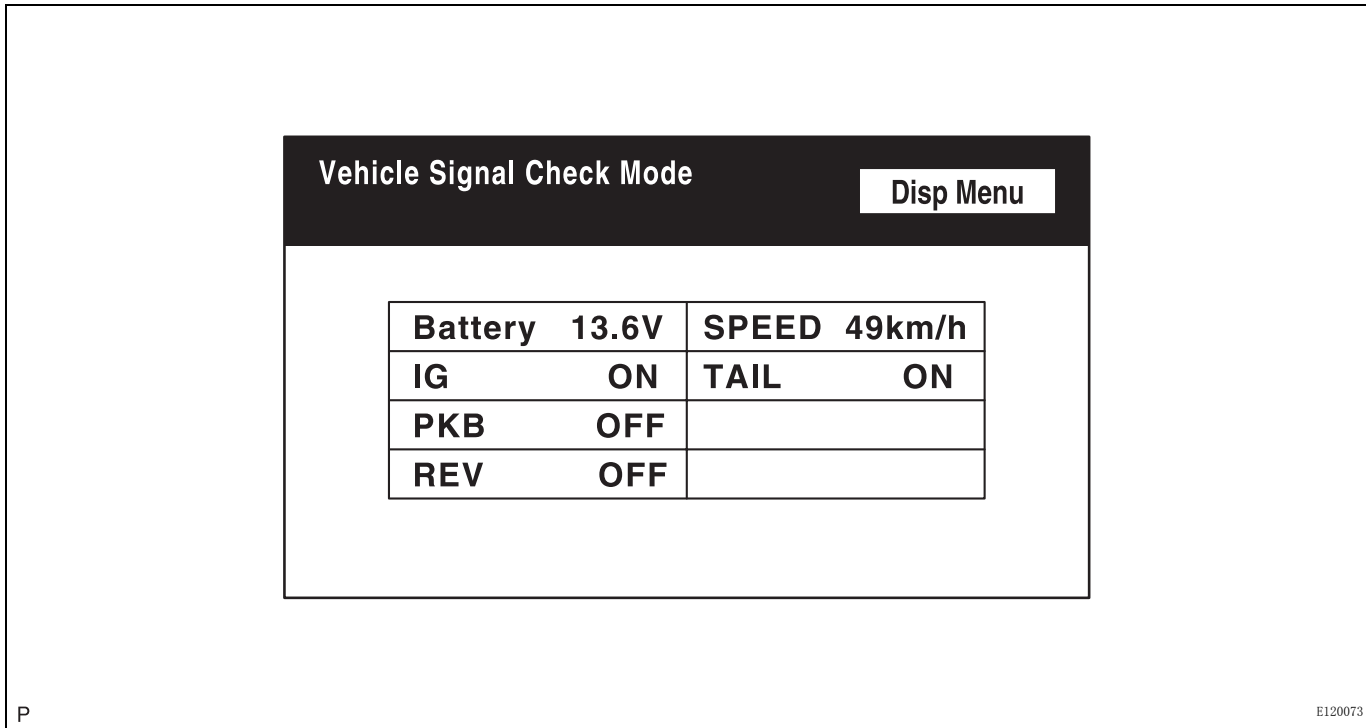 Vehicle Signal Check Mode
Disp Menu
Battery 13.6V SPEED 49km/h
IG ON TAIL ON
PKB OFF
REV OFF
P E120073